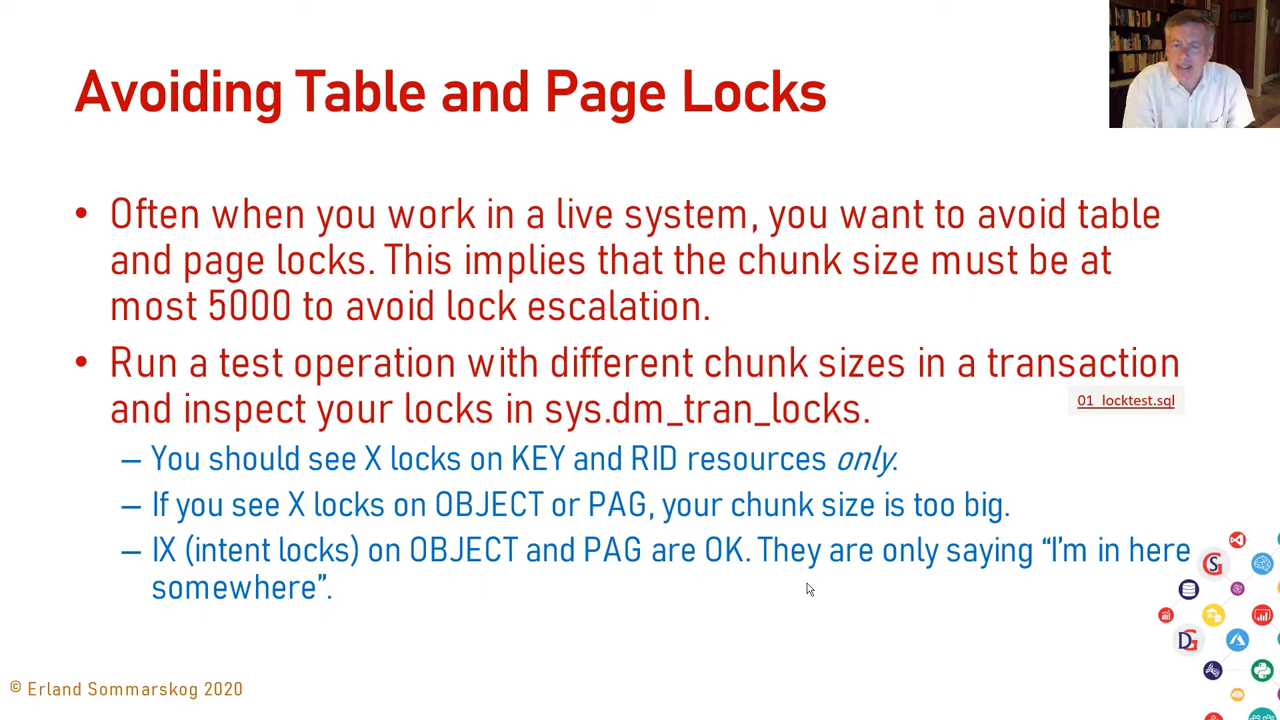 Avoiding Table and Page Locks
• Often when you work in a live system, you want to avoid table
and page locks. This implies that the chunk size must be at
most 5000 to avoid lock escalation.
• Run a test operation with different chunk sizes in a transaction
and inspect your locks in sys.dm_tran_locks.
01_locktest.sql
– You should see X locks on KEY and RID resources only.
– If you see X locks on OBJECT or PAG, your chunk size is too big.
– IX (intent locks) on OBJECT and PAG are OK. They are only saying “I’m in here
somewhere”.
© Erland Sommarskog 2020